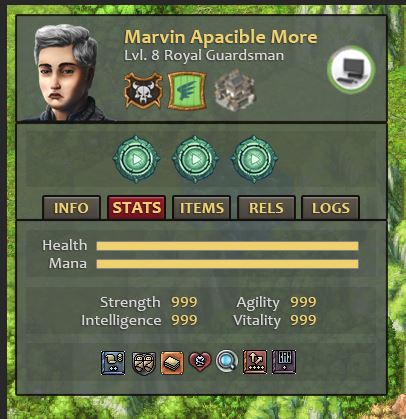 Marvin Apacible More
Lvl. 8 Royal Guardsman
INFO STATS ITEMS RELS LOGS
Health
Mana
Strength 999 Agility 999
Intelligence 999 Vitality 999